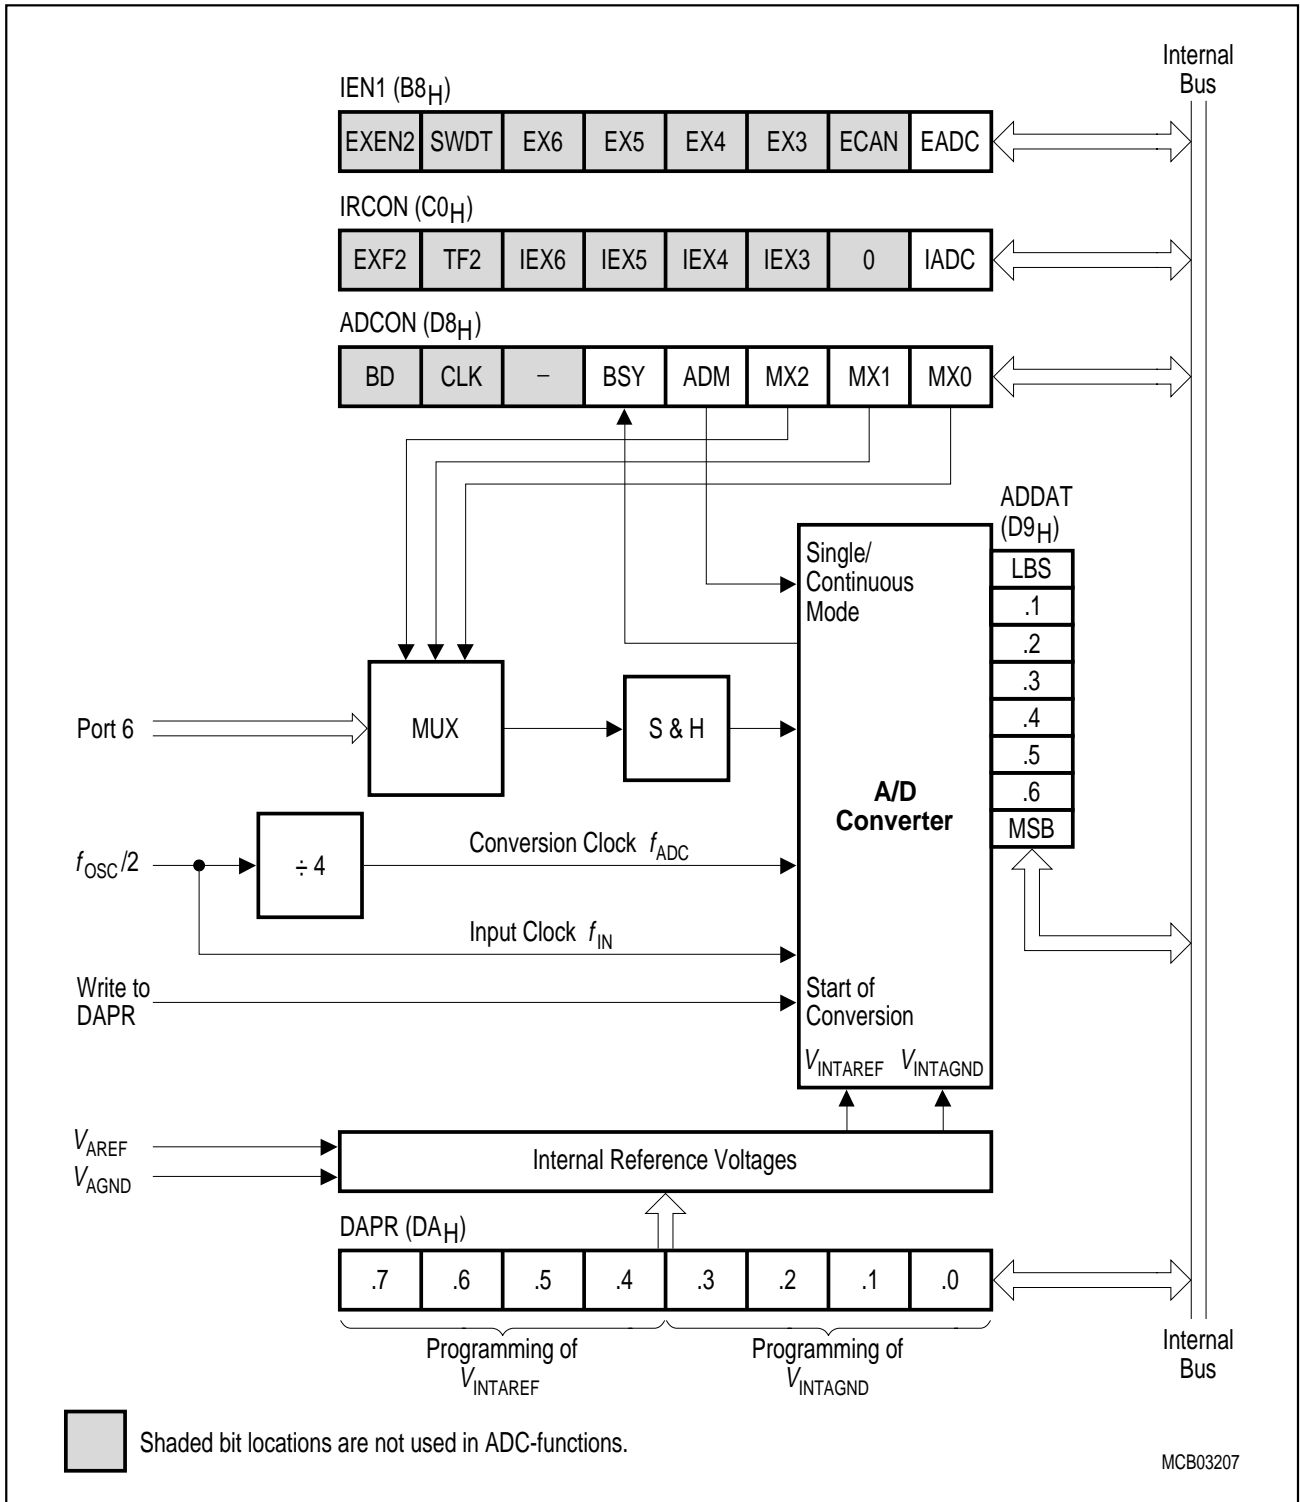 Internal
Bus
IEN1 (B8H)
EXEN2 SWDT EX6 EX5 EX4 EX3 ECAN EADC
IRCON (C0H)
EXF2 TF2 IEX6 IEX5 IEX4 IEX3 0 IADC
ADCON (D8H)
BD CLK – BSY ADM MX2 MX1 MX0
ADDAT
(D9H)
LBS
.1
.2
.3
.4
.5
.6
MSB
Single/
Continuous
Mode
Port 6
MUX
S & H
A/D
Converter
fOSC/2
÷ 4
Conversion Clock fADC
Input Clock fIN
Write to
DAPR
Start of
Conversion
VINTAREF VINTAGND
VAREF
VAGND
Internal Reference Voltages
DAPR (DAH)
.7 .6 .5 .4 .3 .2 .1 .0
Programming of
VINTAREF
Programming of
VINTAGND
Internal
Bus
Shaded bit locations are not used in ADC-functions.
MCB03207